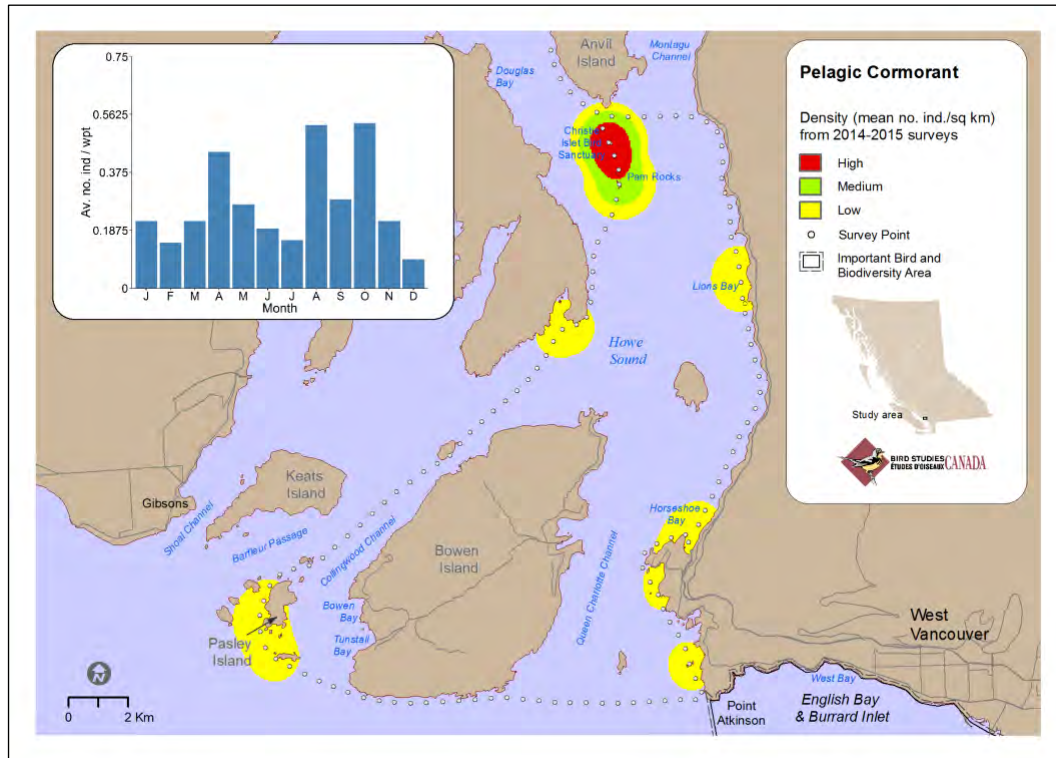 0.75
0.5625
0.375
0.1875
0
Av. no. ind / wpt
J F M A M J J A S O N D
Month
Anvil
Island
Montagu
Channel
Douglas
Bay
Christie
Islet Bird
Sanctuary
Pam Rocks
Lions Bay
Howe
Sound
Keats
Island
Gibsons
Shoal Channel
Barfleur Passage
Collingwood Channel
Bowen
Island
Bowen
Bay
Tunstall
Bay
Pasley
Island
Queen Charlotte Channel
Horseshoe
Bay
West
Vancouver
West Bay
Point
Atkinson
English Bay
& Burrard Inlet
N
0 2 Km
Pelagic Cormorant
Density (mean no. ind./sq km)
from 2014-2015 surveys
High
Medium
Low
Survey Point
Important Bird and
Biodiversity Area
Study area
BIRD STUDIES
ÉTUDES D'OISEAUX CANADA